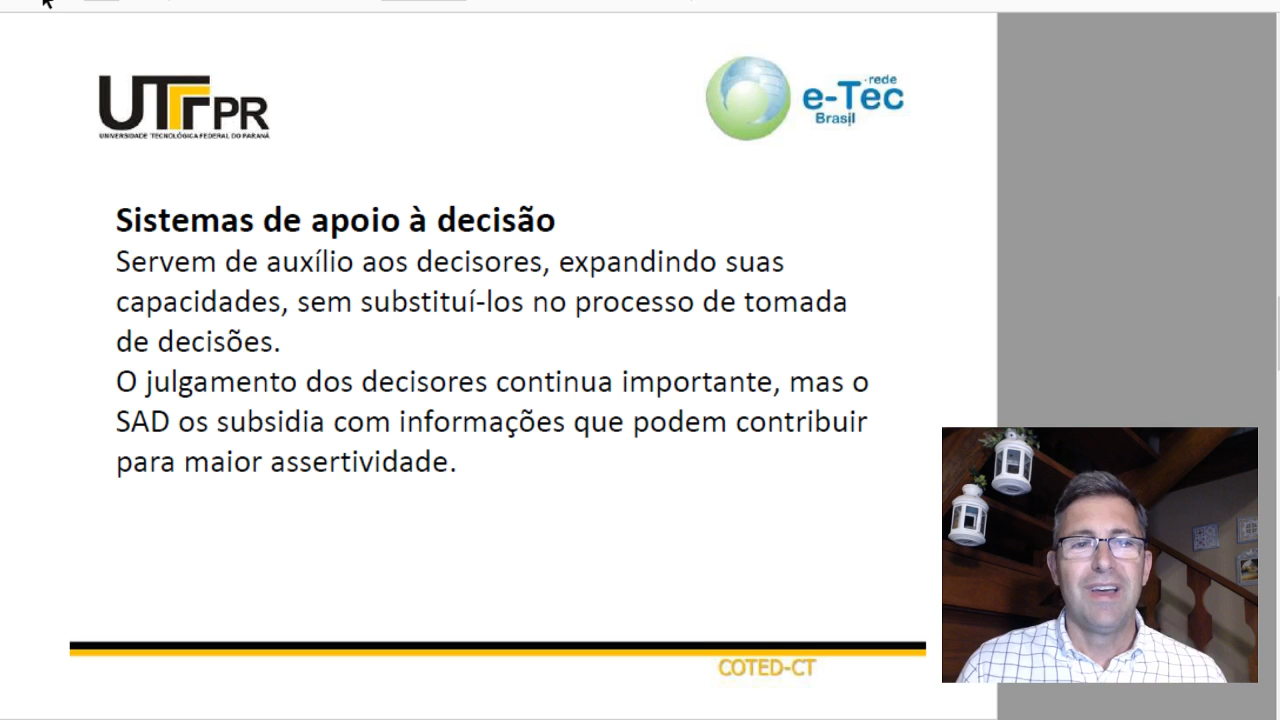 UTFPR
UNIVERSIDADE TECNOLÓGICA FEDERAL DO PARANÁ
rede
e-Tec
Brasil
Sistemas de apoio à decisão
Servem de auxílio aos decisores, expandindo suas
capacidades, sem substituí-los no processo de tomada
de decisões.
O julgamento dos decisores continua importante, mas o
SAD os subsidia com informações que podem contribuir
para maior assertividade.
COTED-CT